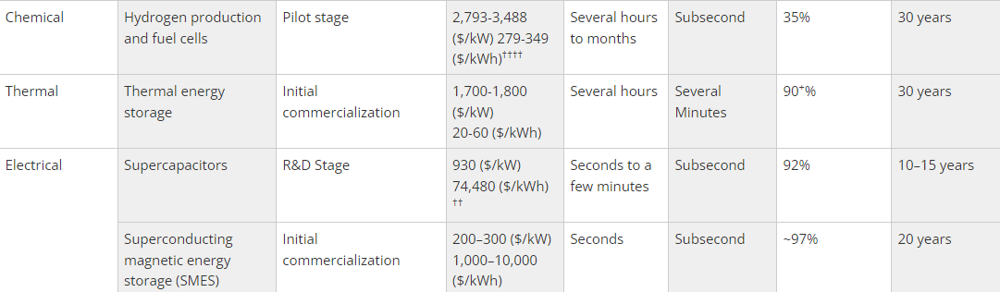 Chemical
Hydrogen production
and fuel cells
Pilot stage
2,793-3,488
($/kW) 279-349
($/kWh)††††
Several hours
to months
Subsecond
35%
30 years
Thermal
Thermal energy
storage
Initial
commercialization
1,700-1,800
($/kW)
20-60 ($/kWh)
Several hours
Several
Minutes
90⁺%
30 years
Electrical
Supercapacitors
R&D Stage
930 ($/kW)
74,480 ($/kWh)
††
Seconds to a
few minutes
Subsecond
92%
10–15 years
Superconducting
magnetic energy
storage (SMES)
Initial
commercialization
200–300 ($/kW)
1,000–10,000
($/kWh)
Seconds
Subsecond
~97%
20 years